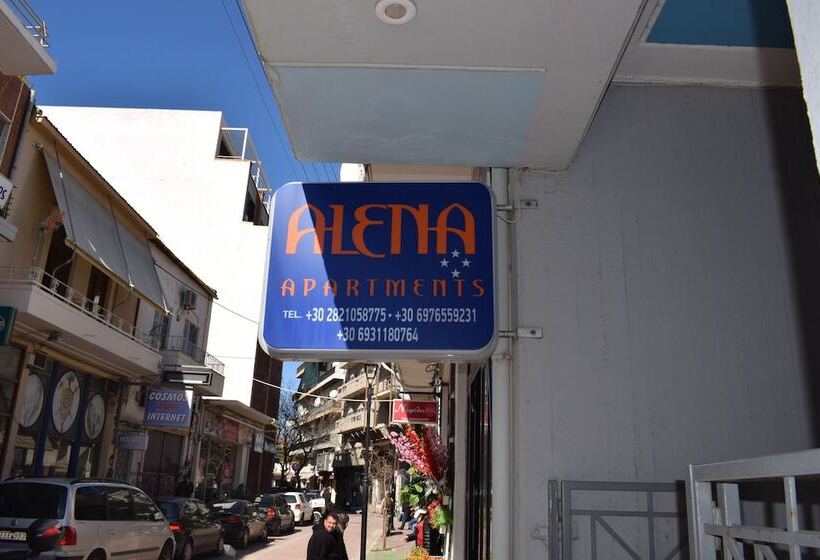 ALENA
APARTMENTS
TEL. +30 2821058775 • +30 6976559231
+30 6931180764
COSMOS
INTERNET